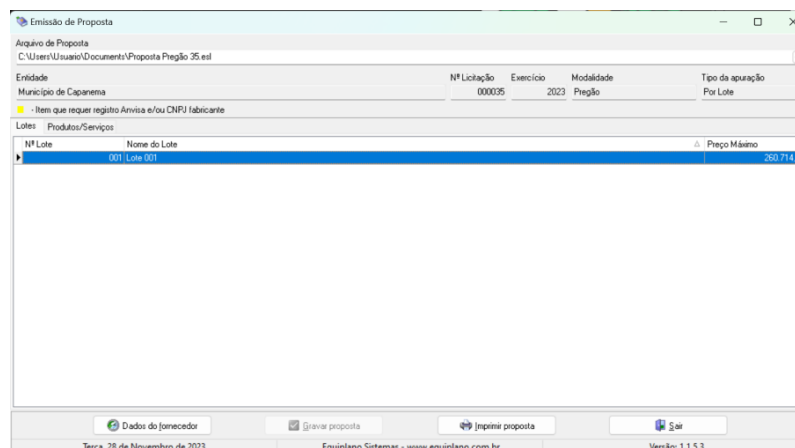 Emissão de Proposta
Arquivo de Proposta
C:\Users\Usuario\Documents\Proposta Pregão 35.esl
Entidade Nº Licitação Exercício Modalidade Tipo da apuração
Município de Capanema 000035 2023 Pregão Por Lote
- Item que requer registro Anvisa e/ou CNPJ fabricante
Lotes Produtos/Serviços
Nº Lote Nome do Lote Preço Máximo
001 Lote 001 260.714,
Dados do fornecedor Gravar proposta Imprimir proposta Sair
Terça, 28 de Novembro de 2023 Equiplano Sistemas - www.equiplano.com.br Versão: 1.1.5.3